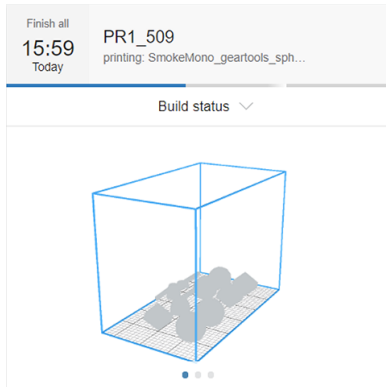 Finish all
15:59
Today
PR1_509
printing: SmokeMono_geartools_sph...
Build status